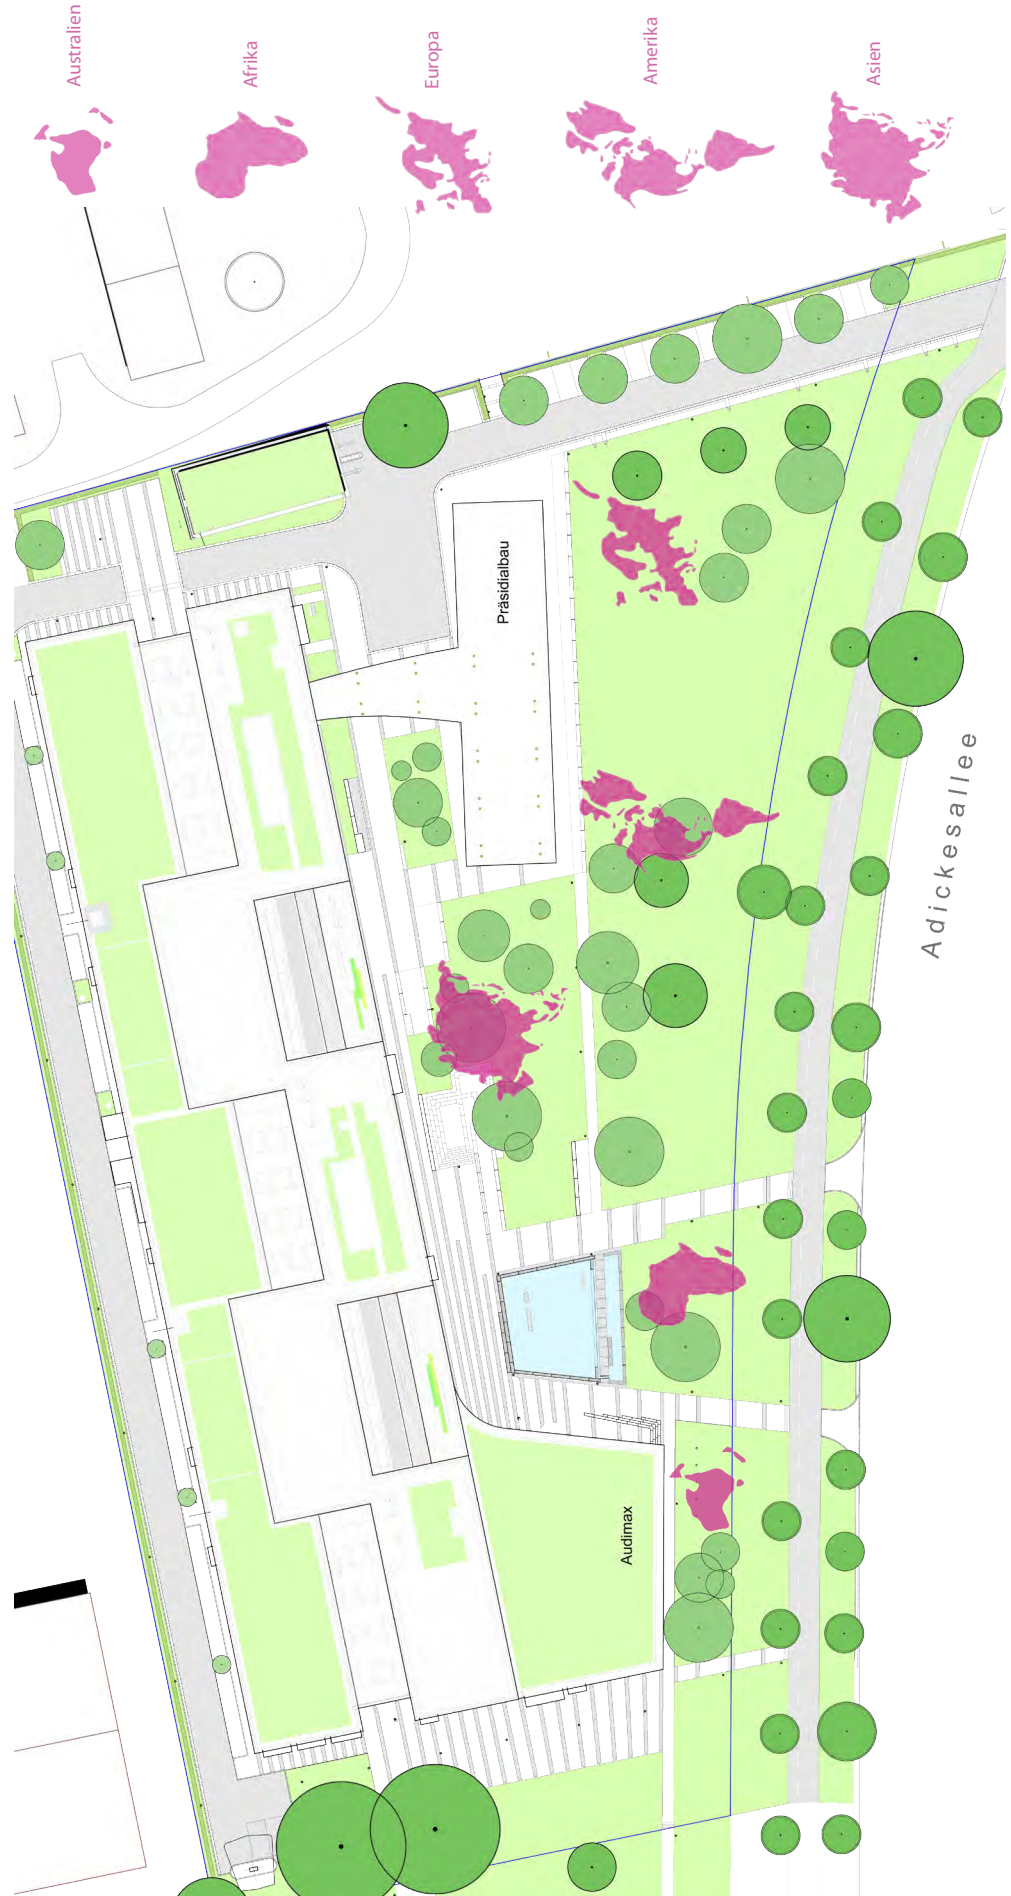 Australien
Afrika
Europa
Amerika
Asien
Präsidialbau
Adickesallee
Audimax